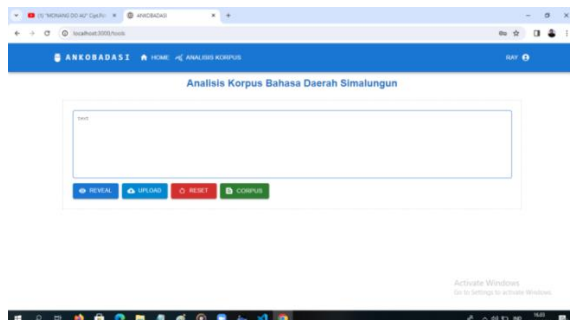 ANKOBADASI
localhost:3000/tools
ANKOBADASI HOME ANALISIS KORPUS RAY
Analisis Korpus Bahasa Daerah Simalungun
REVEAL UPLOAD RESET CORPUS
Activate Windows
Go to Settings to activate Windows.